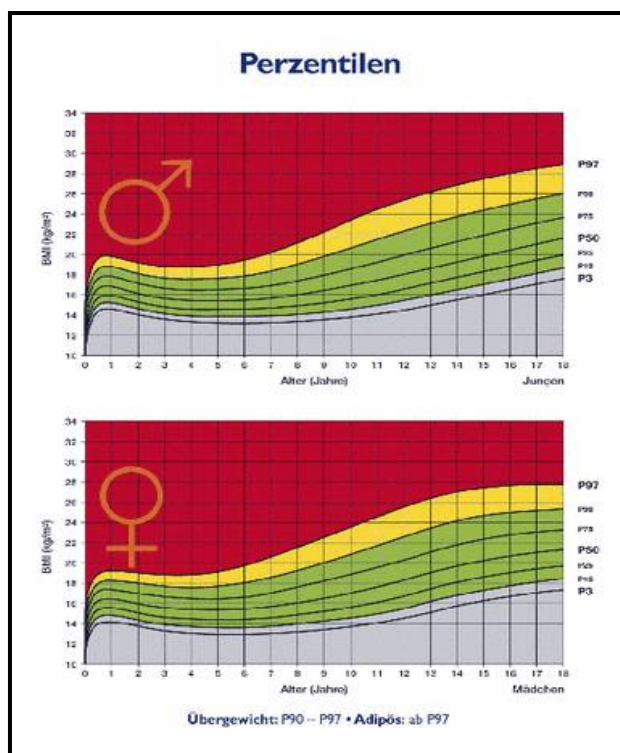 Perzentilen
34
32
30
28
26
24
22
20
18
16
14
12
10
BMI (kg/m²)
P97
P90
P75
P50
P25
P10
P3
0 1 2 3 4 5 6 7 8 9 10 11 12 13 14 15 16 17 18
Alter (Jahre)
Jungen
34
32
30
28
26
24
22
20
18
16
14
12
10
BMI (kg/m²)
P97
P90
P75
P50
P25
P10
P3
0 1 2 3 4 5 6 7 8 9 10 11 12 13 14 15 16 17 18
Alter (Jahre)
Mädchen
Übergewicht: P90 – P97 • Adipös: ab P97